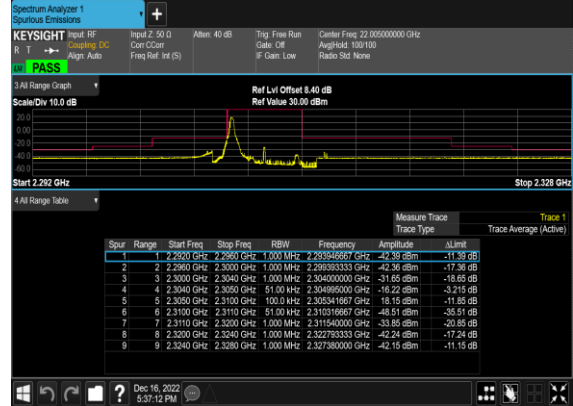 Spectrum Analyzer 1
Spurious Emissions
KEYSIGHT Input: RF
R T Coupling: DC
Align: Auto
Input Z: 50 Ω
Corr CCorr
Freq Ref: Int (S)
Atten: 40 dB
Trig: Free Run
Gate: Off
IF Gain: Low
Center Freq: 22.005000000 GHz
Avg|Hold: 100/100
Radio Std: None
PASS
3 All Range Graph
Ref Lvl Offset 8.40 dB
Scale/Div 10.0 dB Ref Value 30.00 dBm
20.0
0.00
-20.0
-40.0
-60.0
Start 2.292 GHz Stop 2.328 GHz
4 All Range Table
Measure Trace Trace 1
Trace Type Trace Average (Active)
Spur Range Start Freq Stop Freq RBW Frequency Amplitude ΔLimit
1 1 2.2920 GHz 2.2960 GHz 1.000 MHz 2.293946667 GHz -42.39 dBm -11.39 dB
2 2 2.2960 GHz 2.3000 GHz 1.000 MHz 2.299393333 GHz -42.36 dBm -17.36 dB
3 3 2.3000 GHz 2.3040 GHz 1.000 MHz 2.304000000 GHz -31.65 dBm -18.65 dB
4 4 2.3040 GHz 2.3050 GHz 51.00 kHz 2.304995000 GHz -16.22 dBm -3.215 dB
5 5 2.3050 GHz 2.3100 GHz 100.0 kHz 2.305341667 GHz 18.15 dBm -11.85 dB
6 6 2.3100 GHz 2.3110 GHz 51.00 kHz 2.310316667 GHz -48.51 dBm -35.51 dB
7 7 2.3110 GHz 2.3200 GHz 1.000 MHz 2.311540000 GHz -33.85 dBm -20.85 dB
8 8 2.3200 GHz 2.3240 GHz 1.000 MHz 2.322793333 GHz -42.24 dBm -17.24 dB
9 9 2.3240 GHz 2.3280 GHz 1.000 MHz 2.327380000 GHz -42.15 dBm -11.15 dB
Dec 16, 2022
5:37:12 PM